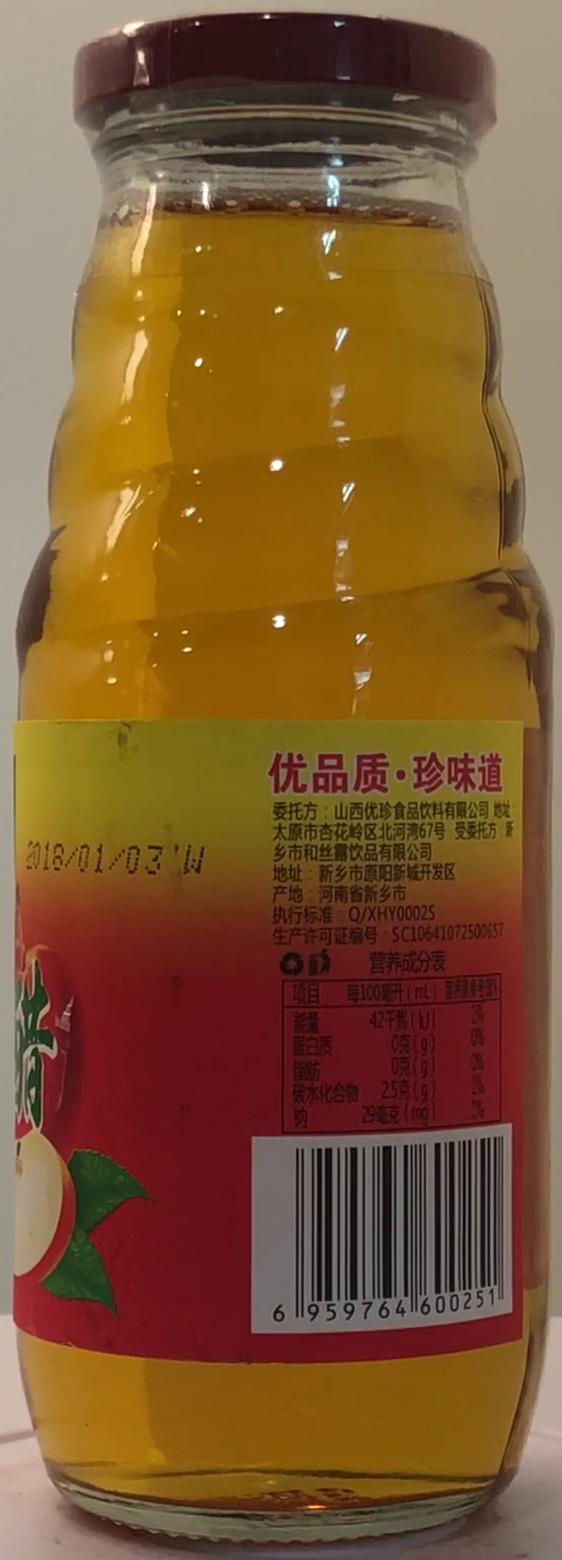 优品质·珍味道
委托方：山西优珍食品饮料有限公司 地址：
太原市杏花岭区北河湾67号 受委托方：新
乡市和丝露饮品有限公司
地址：新乡市原阳新城开发区
产地：河南省新乡市
执行标准：Q/XHY0002S
生产许可证编号：SC10641072500657
2018/01/03 W
营养成分表
项目 每100毫升(mL) 营养素参考值%
能量 42千焦(kJ)
蛋白质 0克(g) 0%
脂肪 0克(g) 0%
碳水化合物 2.5克(g)
钠 29毫克(mg)
醋
6 959764 600251